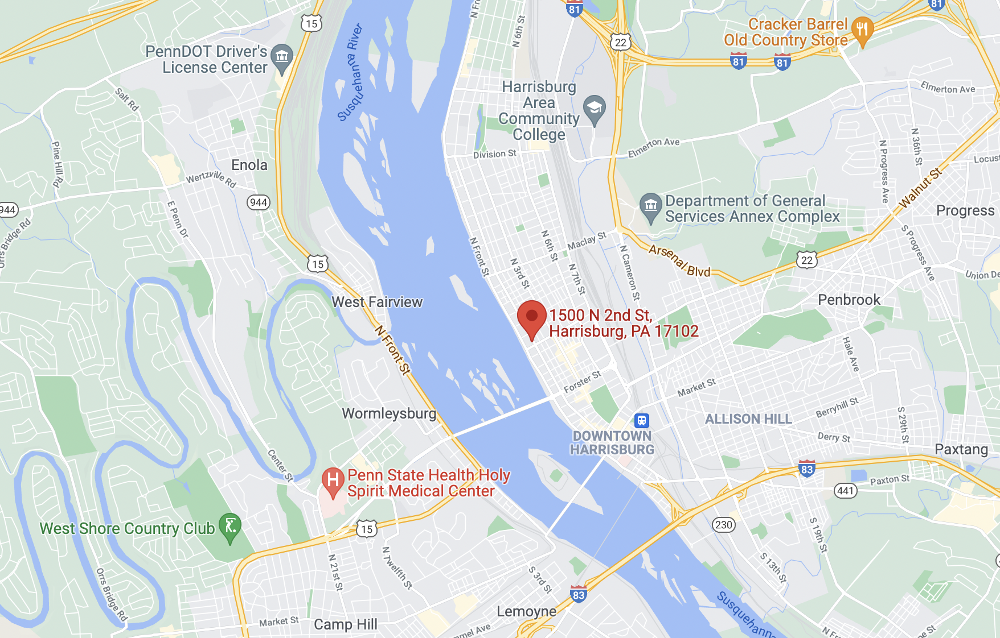 81
81
15
N 6th St
Cracker Barrel
Old Country Store
22
PennDOT Driver's
License Center
81
81
Susquehanna River
Harrisburg
Area
Community
College
Elmerton Ave
Salt Rd
Pine Hill Rd
Division St
Elmerton Ave
N Progress Ave
N 36th St
Enola
Wertzville Rd
944
944
E Penn Dr
Department of General
Services Annex Complex
Walnut St
Progress
Orrs Bridge Rd
N Front St
N 6th St
Maclay St
N Cameron St
Arsenal Blvd
S Progress Ave
22
15
N 3rd St
N 7th St
West Fairview
Penbrook
1500 N 2nd St,
Harrisburg, PA 17102
N Front St
Hale Ave
Forster St
Market St
Wormleysburg
Berryhill St
ALLISON HILL
DOWNTOWN
HARRISBURG
S 29th St
Derry St
Paxtang
Center St
83
Penn State Health Holy
Spirit Medical Center
H
Paxton St
441
West Shore Country Club
15
230
S 19th St
N 21st St
N Twelfth St
S 13th St
Orrs Bridge Rd
S 3rd St
83
Lemoyne
Susquehanna
Market St
Camp Hill